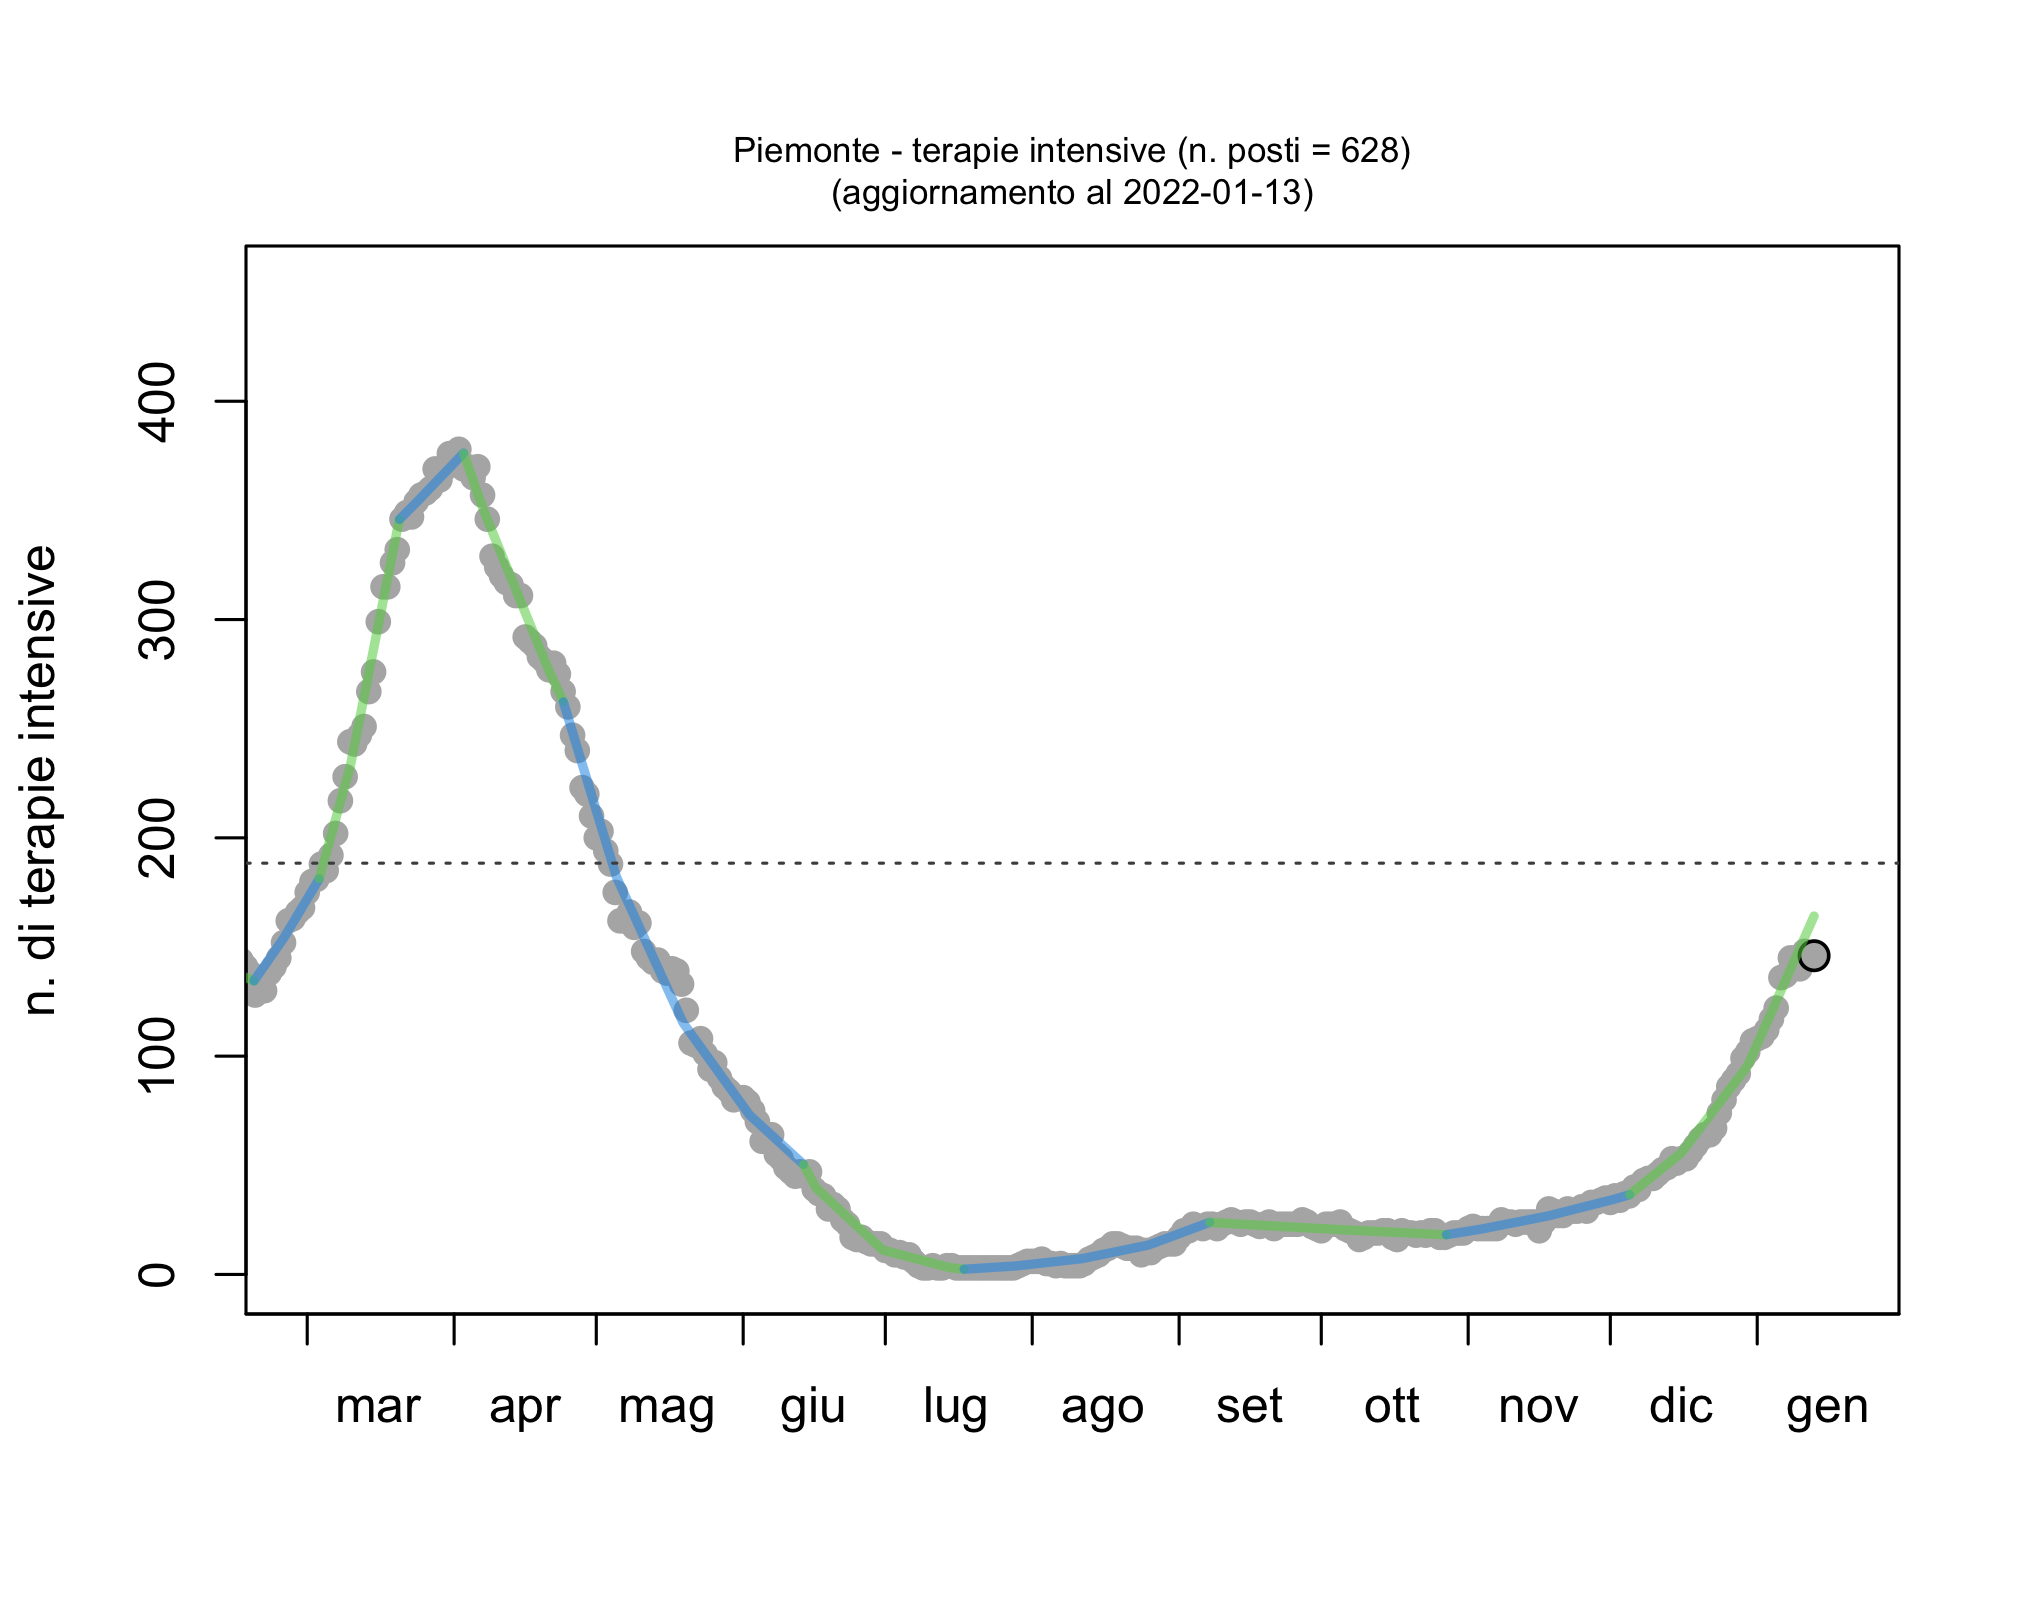 Piemonte - terapie intensive (n. posti = 628)
(aggiornamento al 2022-01-13)
n. di terapie intensive
400
300
200
100
0
mar apr mag giu lug ago set ott nov dic gen